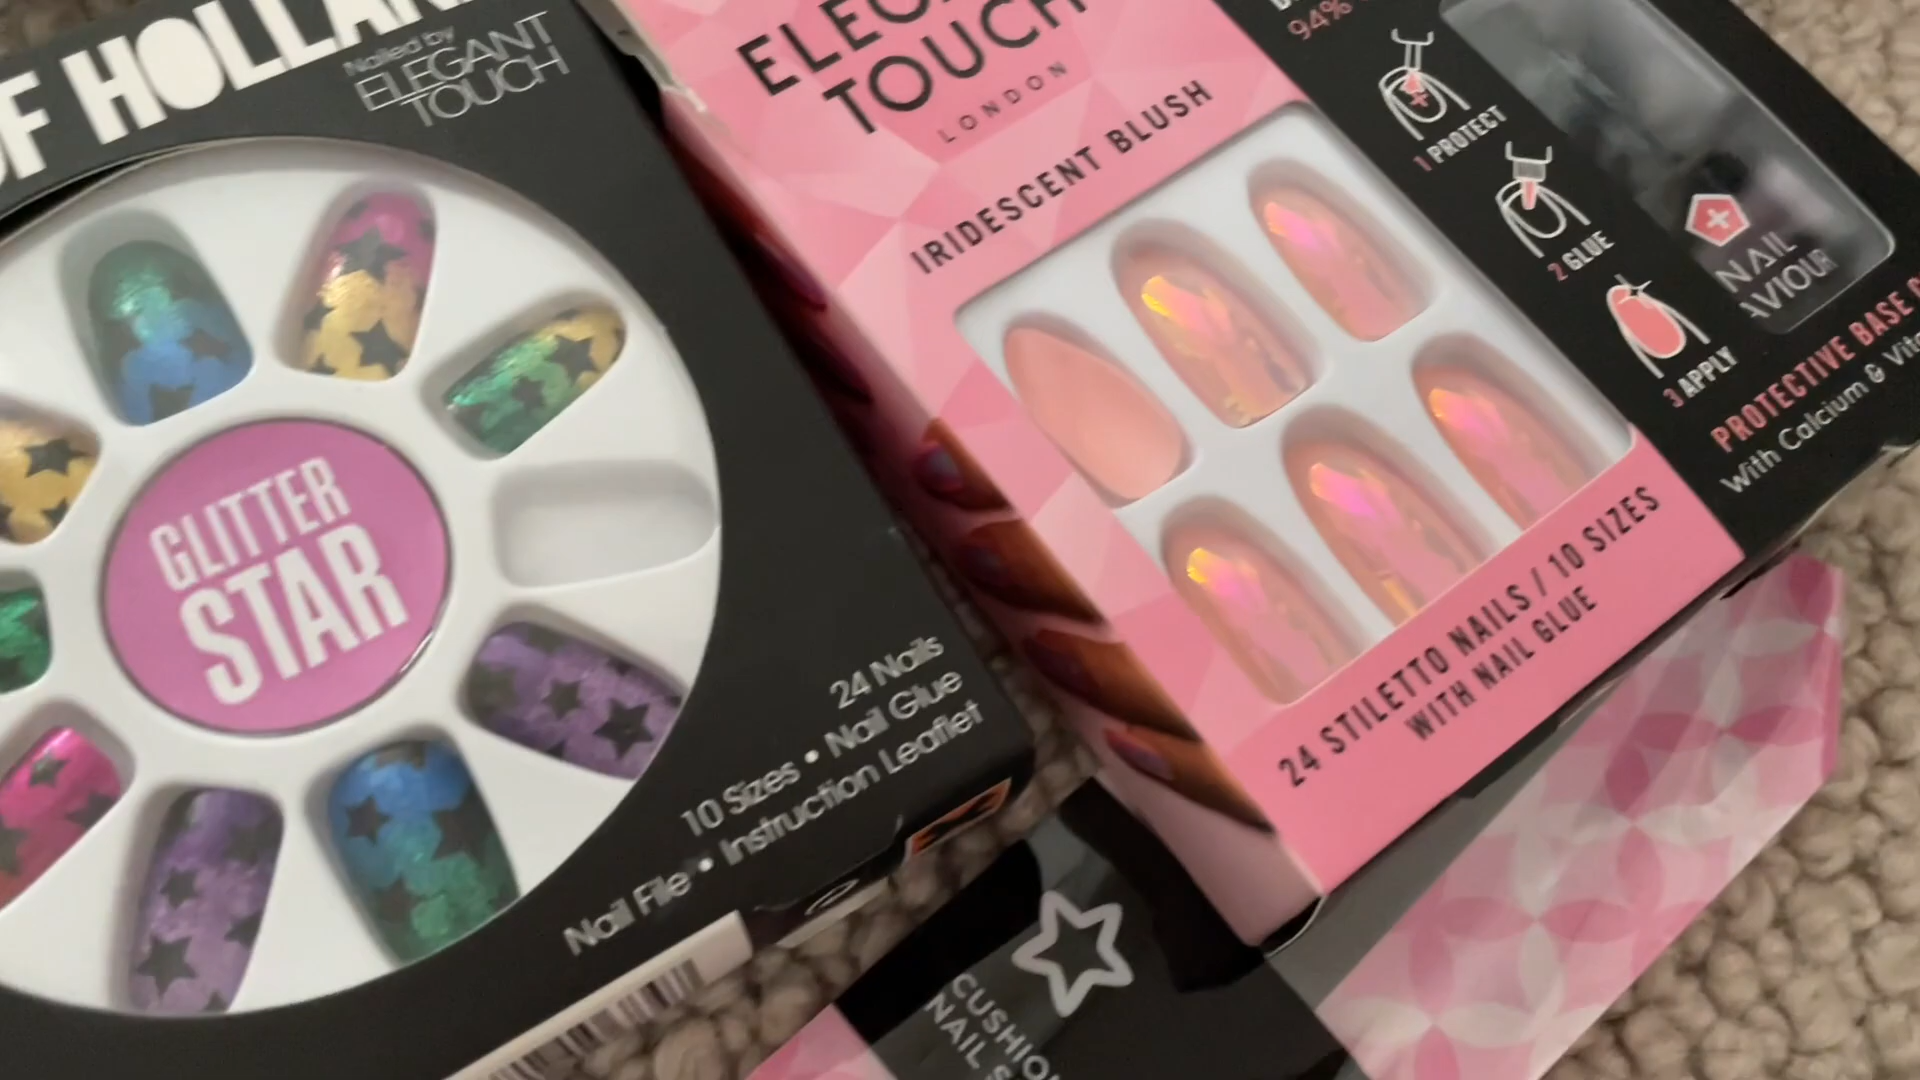 OF HOLLAN
Nailed by
ELEGANT
TOUCH
GLITTER
STAR
24 Nails
10 Sizes • Nail Glue
Nail File • Instruction Leaflet
TOUCH
LONDON
IRIDESCENT BLUSH
24 STILETTO NAILS / 10 SIZES
WITH NAIL GLUE
94%
1 PROTECT
2 GLUE
3 APPLY
NAIL
AVIOUR
PROTECTIVE BASE
With Calcium &
CUSHION
NAIL